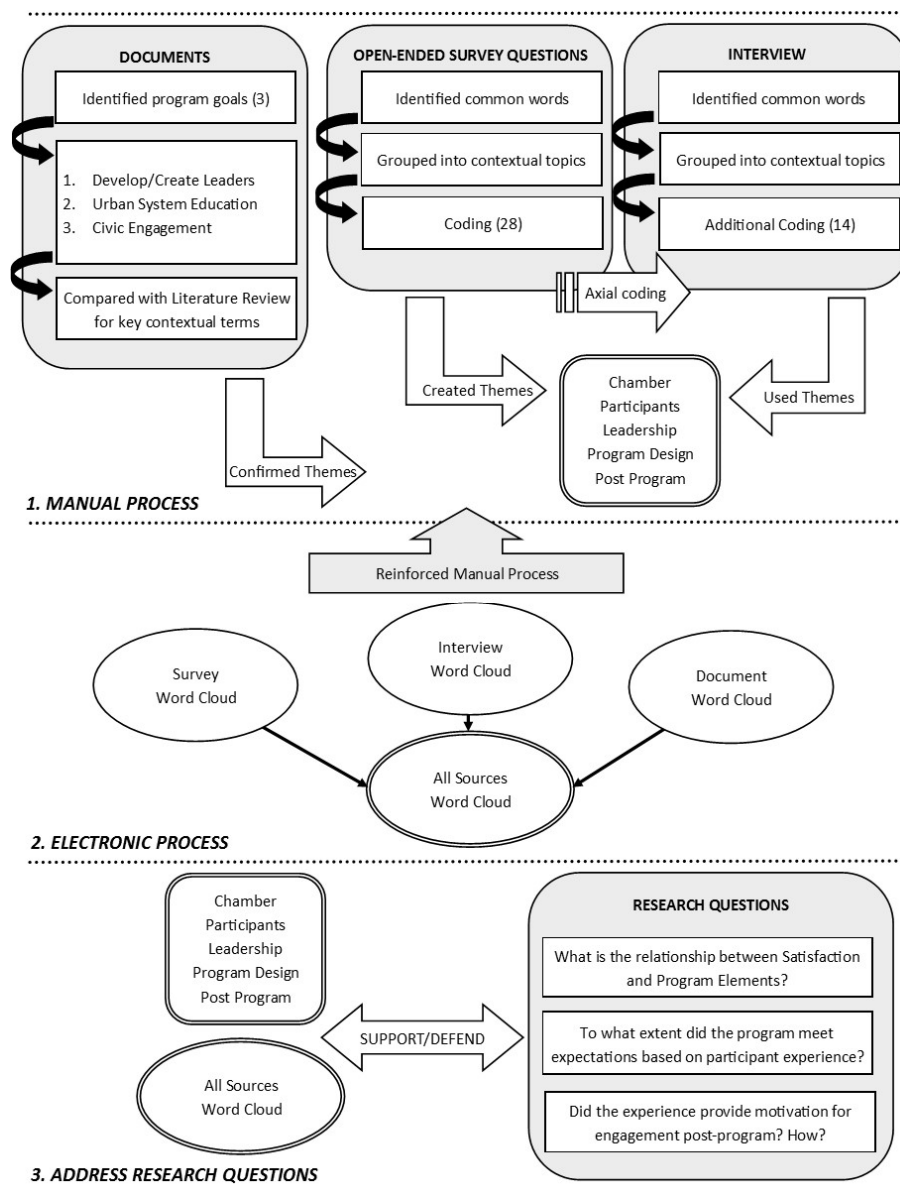 DOCUMENTS
Identified program goals (3)
1. Develop/Create Leaders
2. Urban System Education
3. Civic Engagement
Compared with Literature Review
for key contextual terms
OPEN-ENDED SURVEY QUESTIONS
Identified common words
Grouped into contextual topics
Coding (28)
INTERVIEW
Identified common words
Grouped into contextual topics
Additional Coding (14)
Axial coding
Created Themes
Chamber
Participants
Leadership
Program Design
Post Program
Used Themes
Confirmed Themes
1. MANUAL PROCESS
Reinforced Manual Process
Survey
Word Cloud
Interview
Word Cloud
Document
Word Cloud
All Sources
Word Cloud
2. ELECTRONIC PROCESS
Chamber
Participants
Leadership
Program Design
Post Program
All Sources
Word Cloud
SUPPORT/DEFEND
RESEARCH QUESTIONS
What is the relationship between Satisfaction
and Program Elements?
To what extent did the program meet
expectations based on participant experience?
Did the experience provide motivation for
engagement post-program? How?
3. ADDRESS RESEARCH QUESTIONS